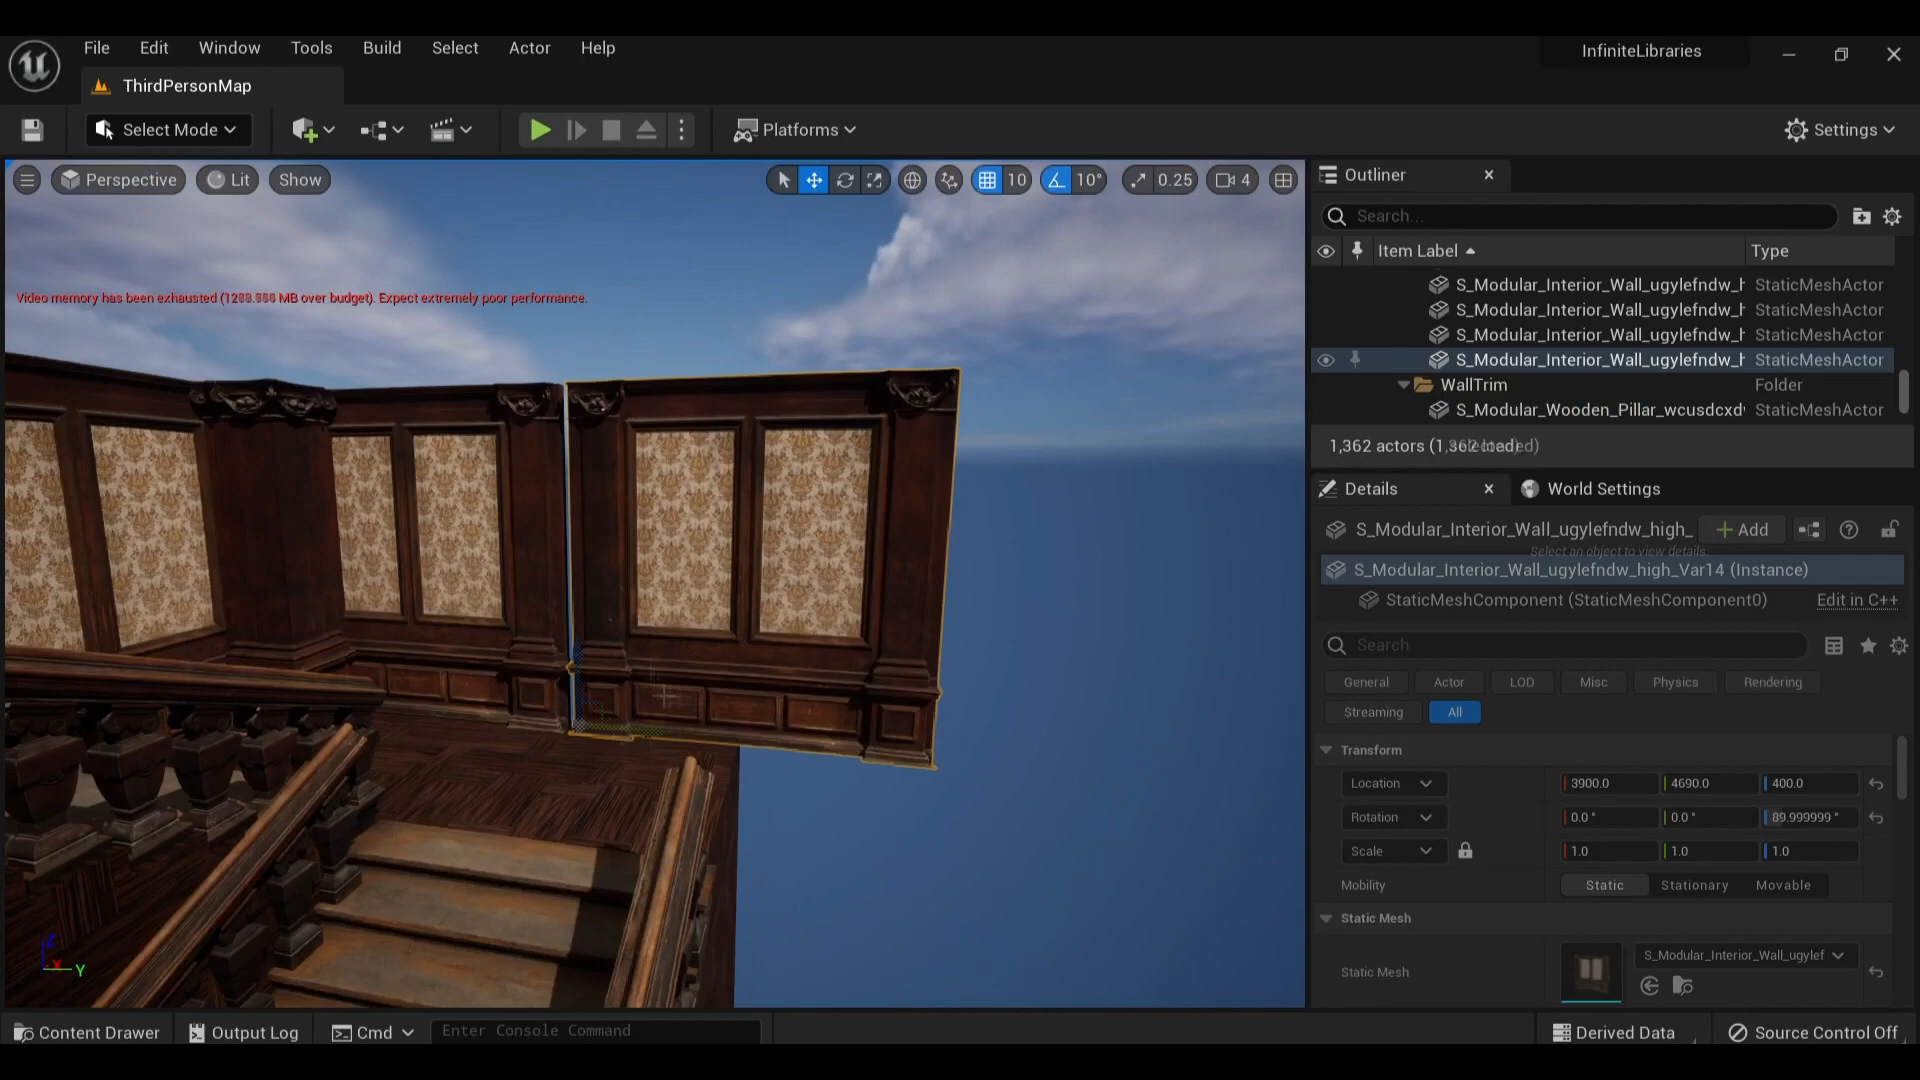 File Edit Window Tools Build Select Actor Help
InfiniteLibraries
ThirdPersonMap
Select Mode
Platforms
Settings
Perspective Lit Show
10 10° 0.25 4
Video memory has been exhausted ( MB over budget). Expect extremely poor performance.
Outliner
Search...
Item Label Type
S_Modular_Interior_Wall_ugylefndw_h StaticMeshActor
S_Modular_Interior_Wall_ugylefndw_h StaticMeshActor
S_Modular_Interior_Wall_ugylefndw_h StaticMeshActor
S_Modular_Interior_Wall_ugylefndw_h StaticMeshActor
WallTrim Folder
S_Modular_Wooden_Pillar_wcusdcxdv StaticMeshActor
1,362 actors (1,
Details World Settings
S_Modular_Interior_Wall_ugylefndw_high_ + Add
Select an object to view details.
S_Modular_Interior_Wall_ugylefndw_high_Var14 (Instance)
StaticMeshComponent (StaticMeshComponent0) Edit in C++
Search
General Actor LOD Misc Physics Rendering
Streaming All
Transform
Location 3900.0 4690.0 400.0
Rotation 0.0 ° 0.0 ° 89.999999 °
Scale 1.0 1.0 1.0
Mobility Static Stationary Movable
Static Mesh
S_Modular_Interior_Wall_ugylef
Static Mesh
Z
X Y
Content Drawer Output Log Cmd Enter Console Command
Derived Data Source Control Off